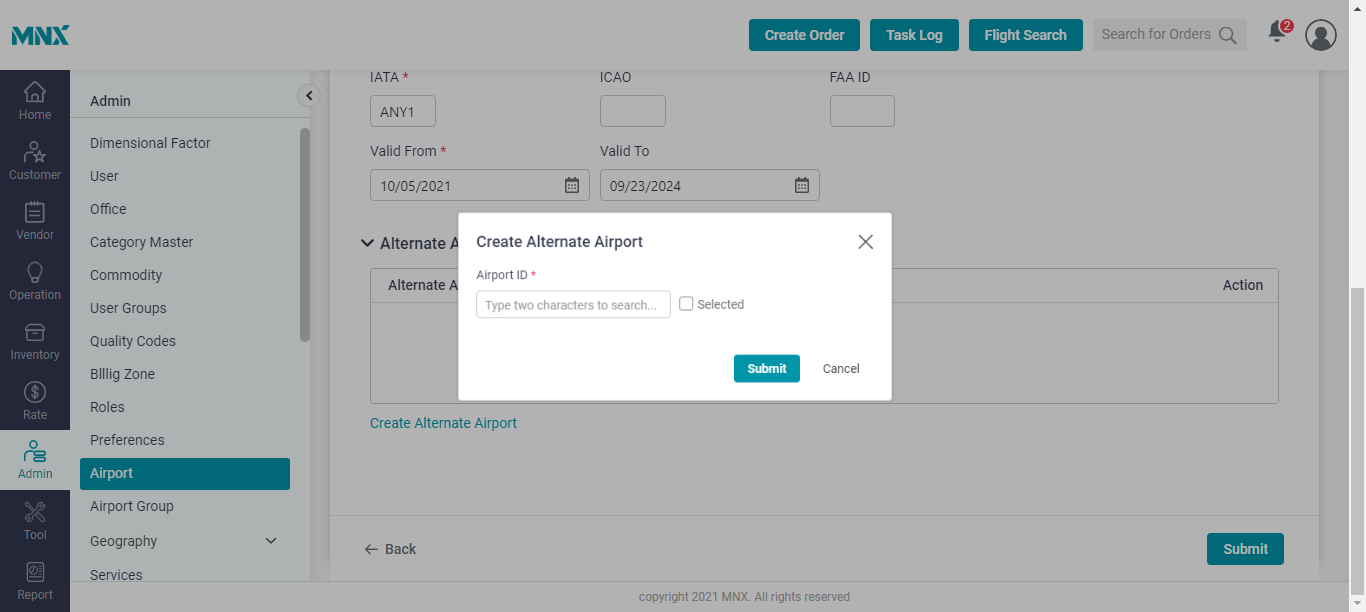 MNX
Create Order
Task Log
Flight Search
Search for Orders
2
Home
Customer
Vendor
Operation
Inventory
Rate
Admin
Tool
Report
Admin
Dimensional Factor
User
Office
Category Master
Commodity
User Groups
Quality Codes
Blllig Zone
Roles
Preferences
Airport
Airport Group
Geography
Services
IATA *
ICAO
FAA ID
ANY1
Valid From *
Valid To
10/05/2021
09/23/2024
Alternate A
Alternate A
Action
Create Alternate Airport
Airport ID *
Type two characters to search...
Selected
Submit
Cancel
Create Alternate Airport
Back
Submit
copyright 2021 MNX. All rights reserved